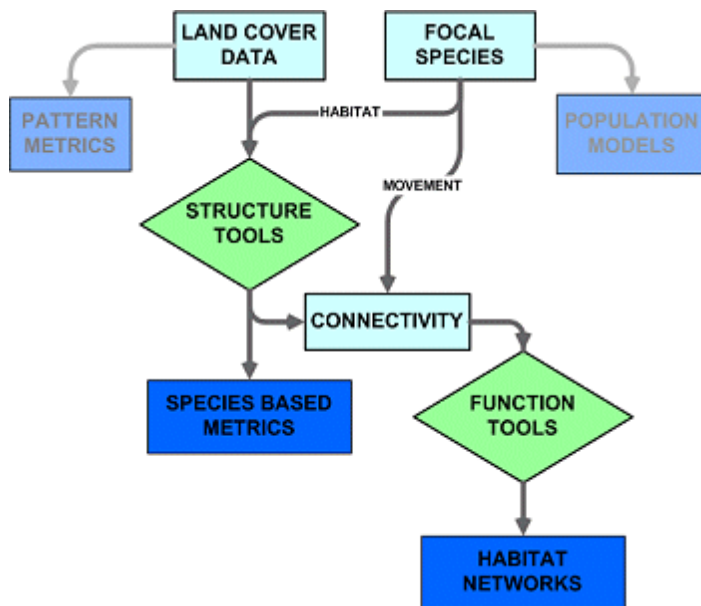 LAND COVER
DATA
FOCAL
SPECIES
PATTERN
METRICS
HABITAT
POPULATION
MODELS
MOVEMENT
STRUCTURE
TOOLS
CONNECTIVITY
SPECIES BASED
METRICS
FUNCTION
TOOLS
HABITAT
NETWORKS